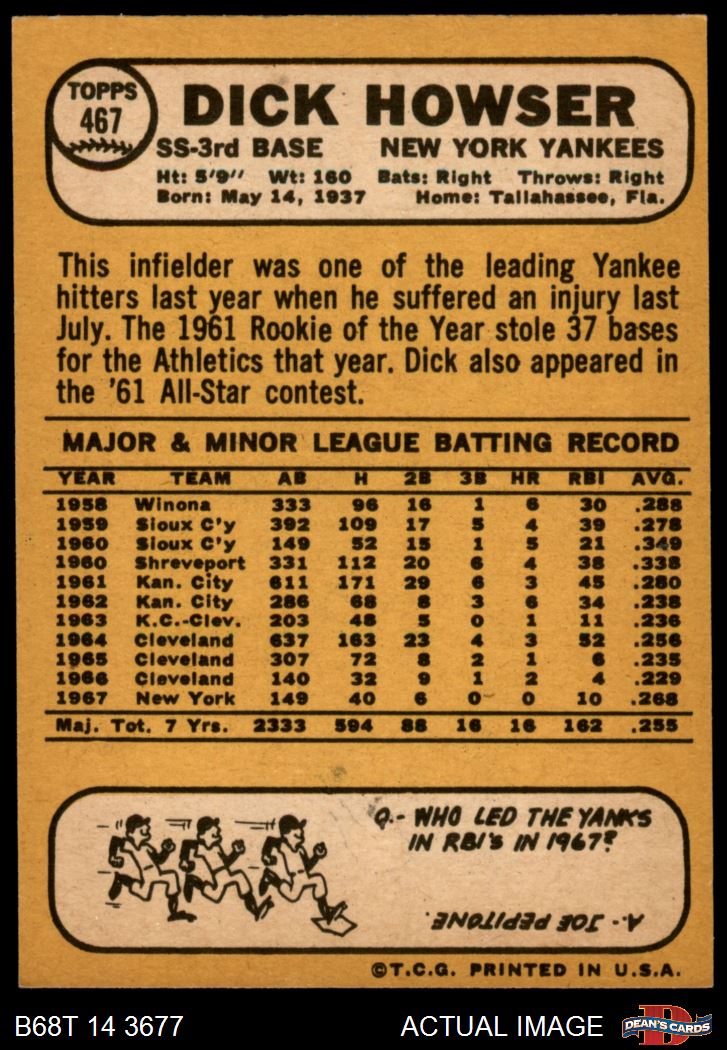 TOPPS
467
DICK HOWSER
SS-3rd BASE NEW YORK YANKEES
Ht: 5'9" Wt: 160 Bats: Right Throws: Right
Born: May 14, 1937 Home: Tallahassee, Fla.
This infielder was one of the leading Yankee
hitters last year when he suffered an injury last
July. The 1961 Rookie of the Year stole 37 bases
for the Athletics that year. Dick also appeared in
the '61 All-Star contest.
MAJOR & MINOR LEAGUE BATTING RECORD
YEAR TEAM AB H 2B 3B HR RBI AVG.
1958 Winona 333 96 16 1 6 30 .288
1959 Sioux C'y 392 109 17 5 4 39 .278
1960 Sioux C'y 149 52 15 1 5 21 .349
1960 Shreveport 331 112 20 6 4 38 .338
1961 Kan. City 611 171 29 6 3 45 .280
1962 Kan. City 286 68 8 3 6 34 .238
1963 K.C.-Clev. 203 48 5 0 1 11 .236
1964 Cleveland 637 163 23 4 3 52 .256
1965 Cleveland 307 72 8 2 1 6 .235
1966 Cleveland 140 32 9 1 2 4 .229
1967 New York 149 40 6 0 0 10 .268
Maj. Tot. 7 Yrs. 2333 594 88 16 16 162 .255
Q.- WHO LED THE YANKS
IN RBI'S IN 1967?
A.- JOE PEPITONE.
©T.C.G. PRINTED IN U.S.A.
B68T 14 3677 ACTUAL IMAGE D DEAN'S CARDS